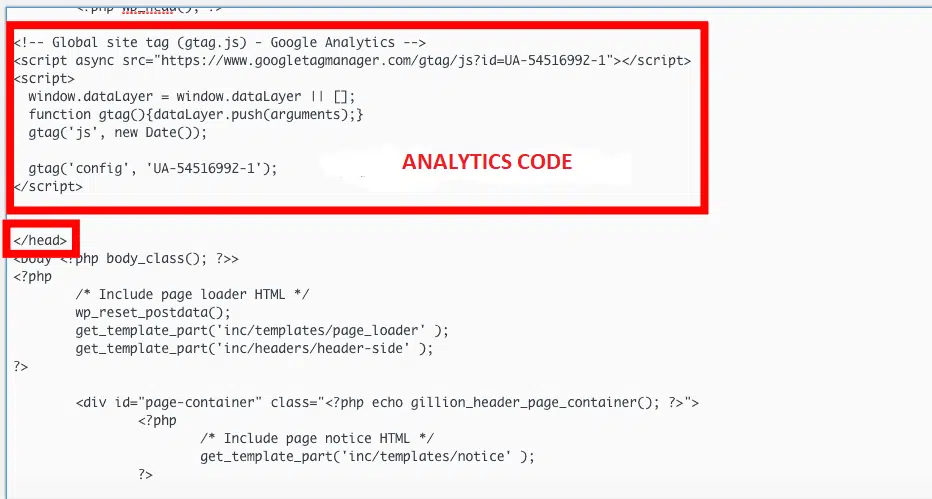 <?php wp_head(); ?>
<!-- Global site tag (gtag.js) - Google Analytics -->
<script async src="https://www.googletagmanager.com/gtag/js?id=UA-54516992-1"></script>
<script>
  window.dataLayer = window.dataLayer || [];
  function gtag(){dataLayer.push(arguments);}
  gtag('js', new Date());
  gtag('config', 'UA-54516992-1');
ANALYTICS CODE
</script>
</head>
<body <?php body_class(); ?>>
<?php
/* Include page loader HTML */
wp_reset_postdata();
get_template_part('inc/templates/page_loader' );
get_template_part('inc/headers/header-side' );
?>
<div id="page-container" class="<?php echo gillion_header_page_container(); ?>">
<?php
/* Include page notice HTML */
get_template_part('inc/templates/notice' );
?>